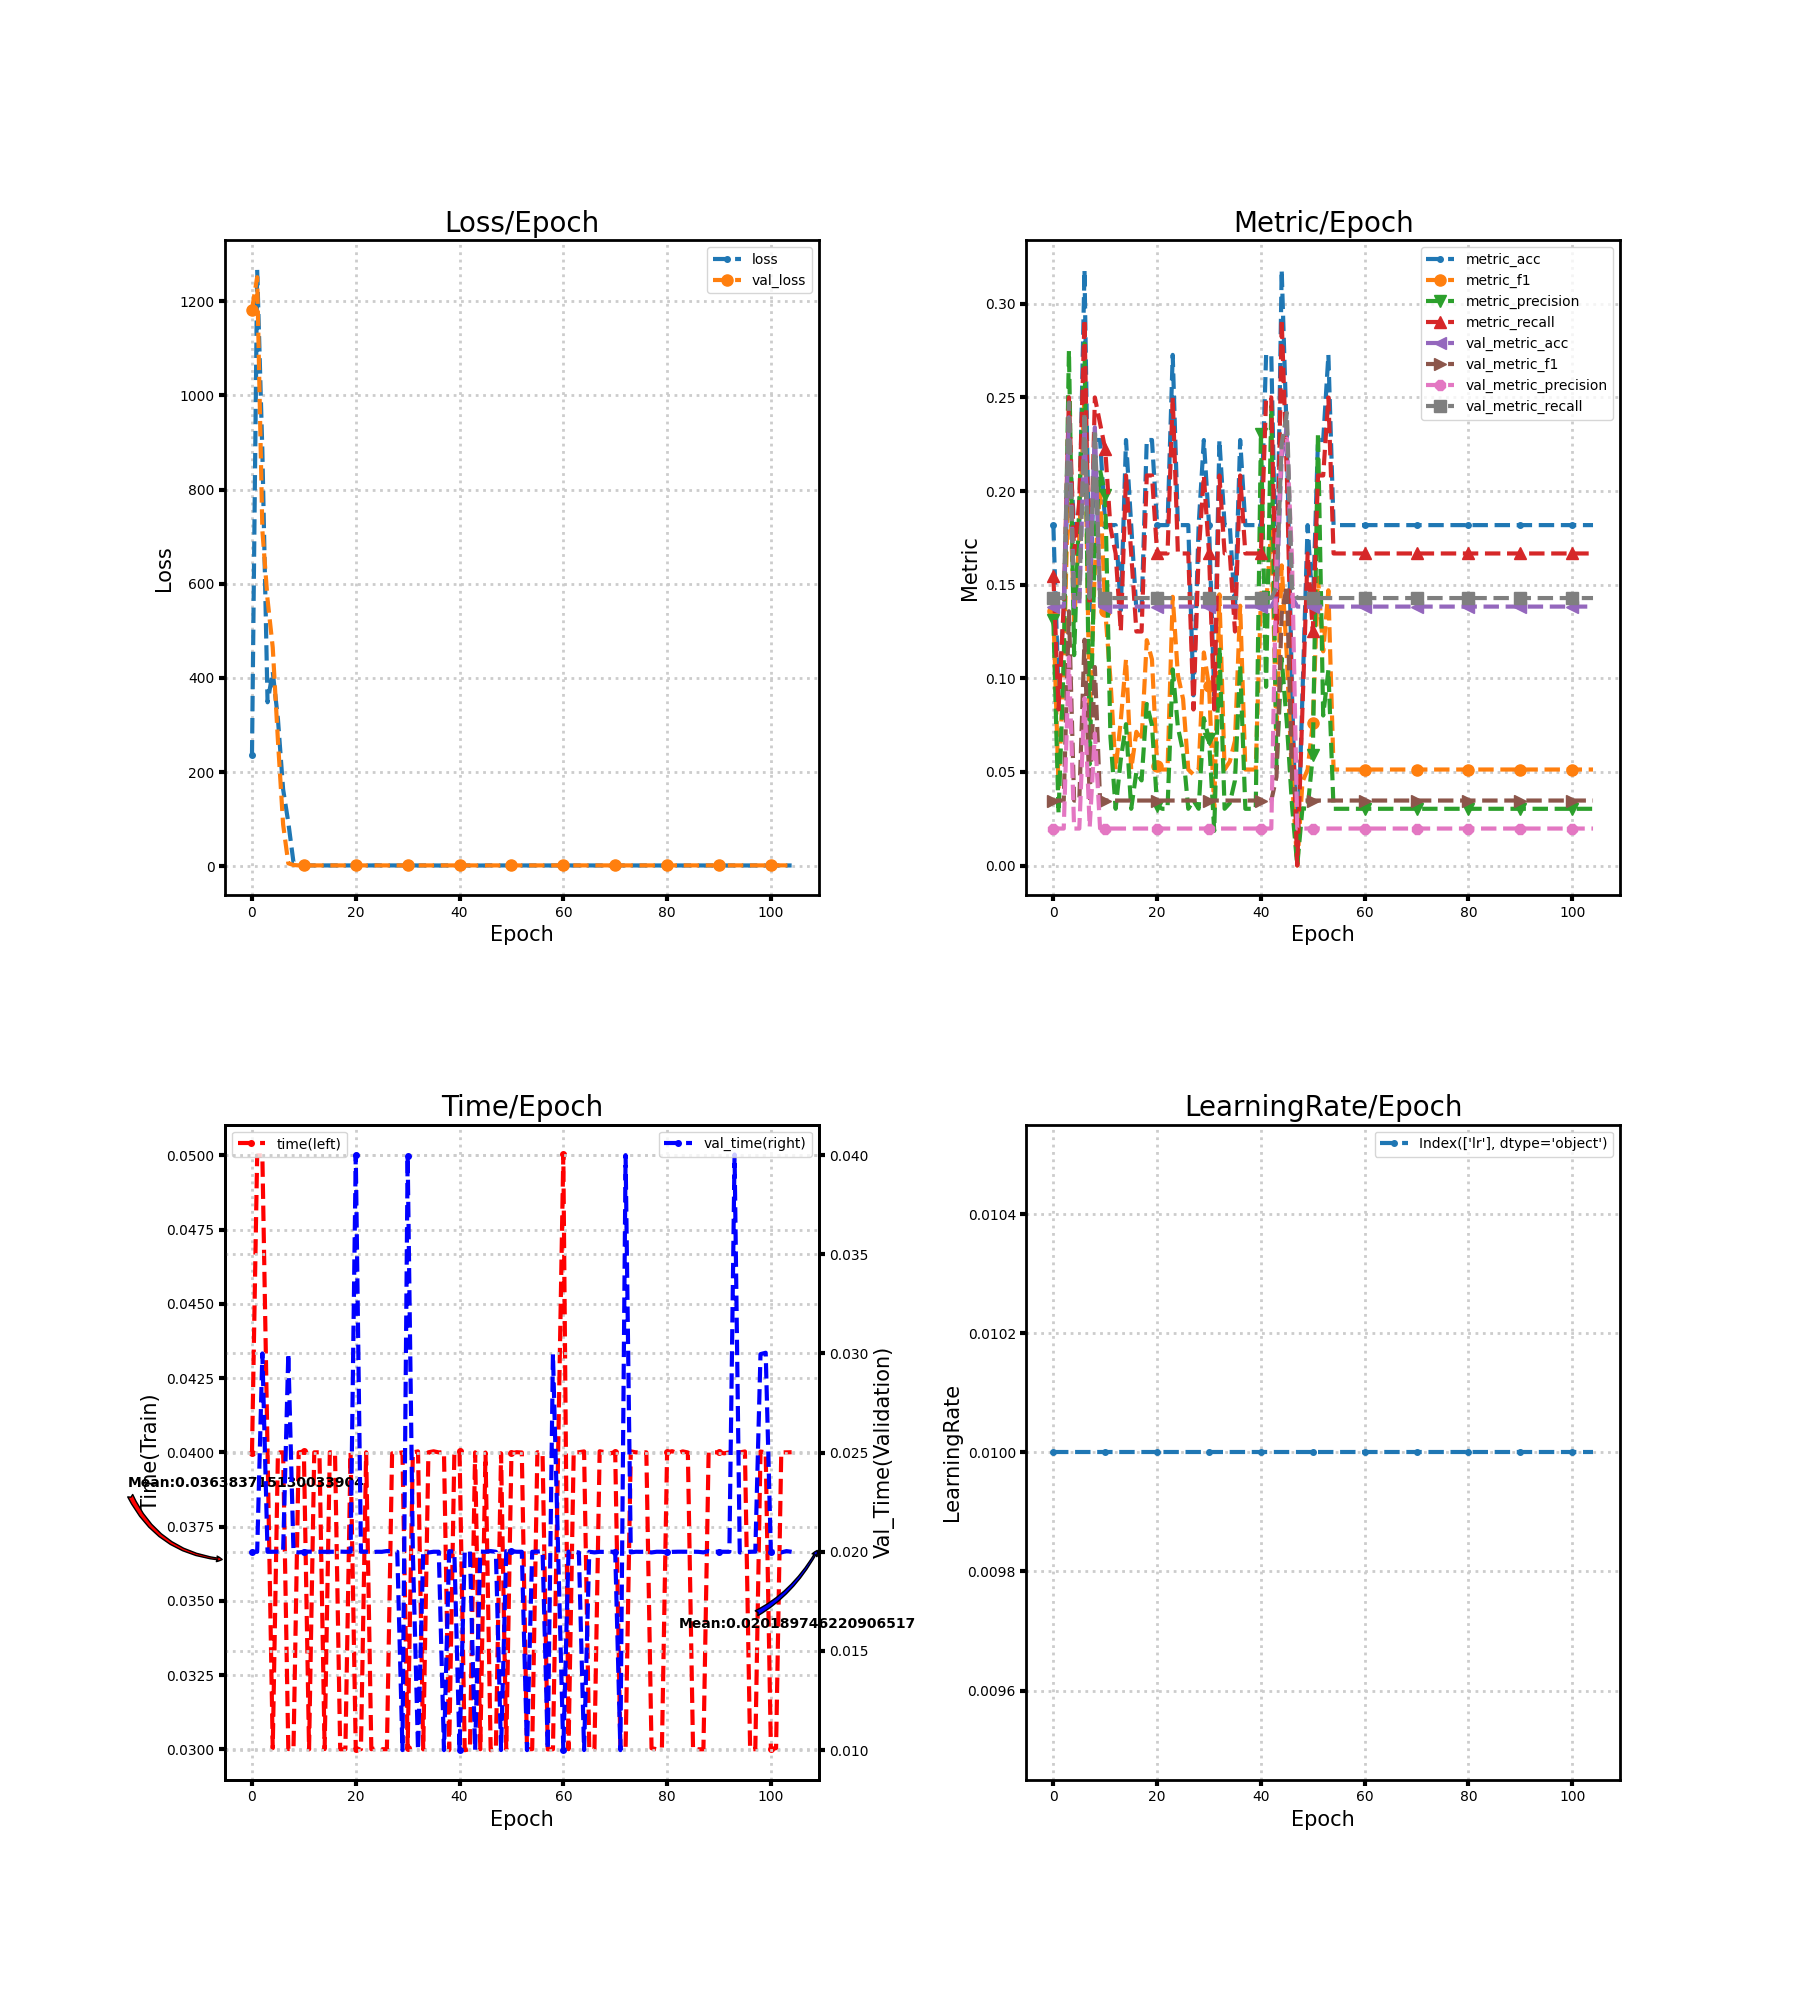 Loss/Epoch
loss
val_loss
1200
1000
800
600
400
200
0
Loss
0 20 40 60 80 100
Epoch
Metric/Epoch
metric_acc
metric_f1
metric_precision
metric_recall
val_metric_acc
val_metric_f1
val_metric_precision
val_metric_recall
0.30
0.25
0.20
0.15
0.10
0.05
0.00
Metric
0 20 40 60 80 100
Epoch
Time/Epoch
time(left)
val_time(right)
0.0500
0.0475
0.0450
0.0425
0.0400
0.0375
0.0350
0.0325
0.0300
Time(Train)
Mean:0.036383715130033904
0.040
0.035
0.030
0.025
0.020
0.015
0.010
Val_Time(Validation)
Mean:0.020189746220906517
0 20 40 60 80 100
Epoch
LearningRate/Epoch
Index(['lr'], dtype='object')
0.0104
0.0102
0.0100
0.0098
0.0096
LearningRate
0 20 40 60 80 100
Epoch